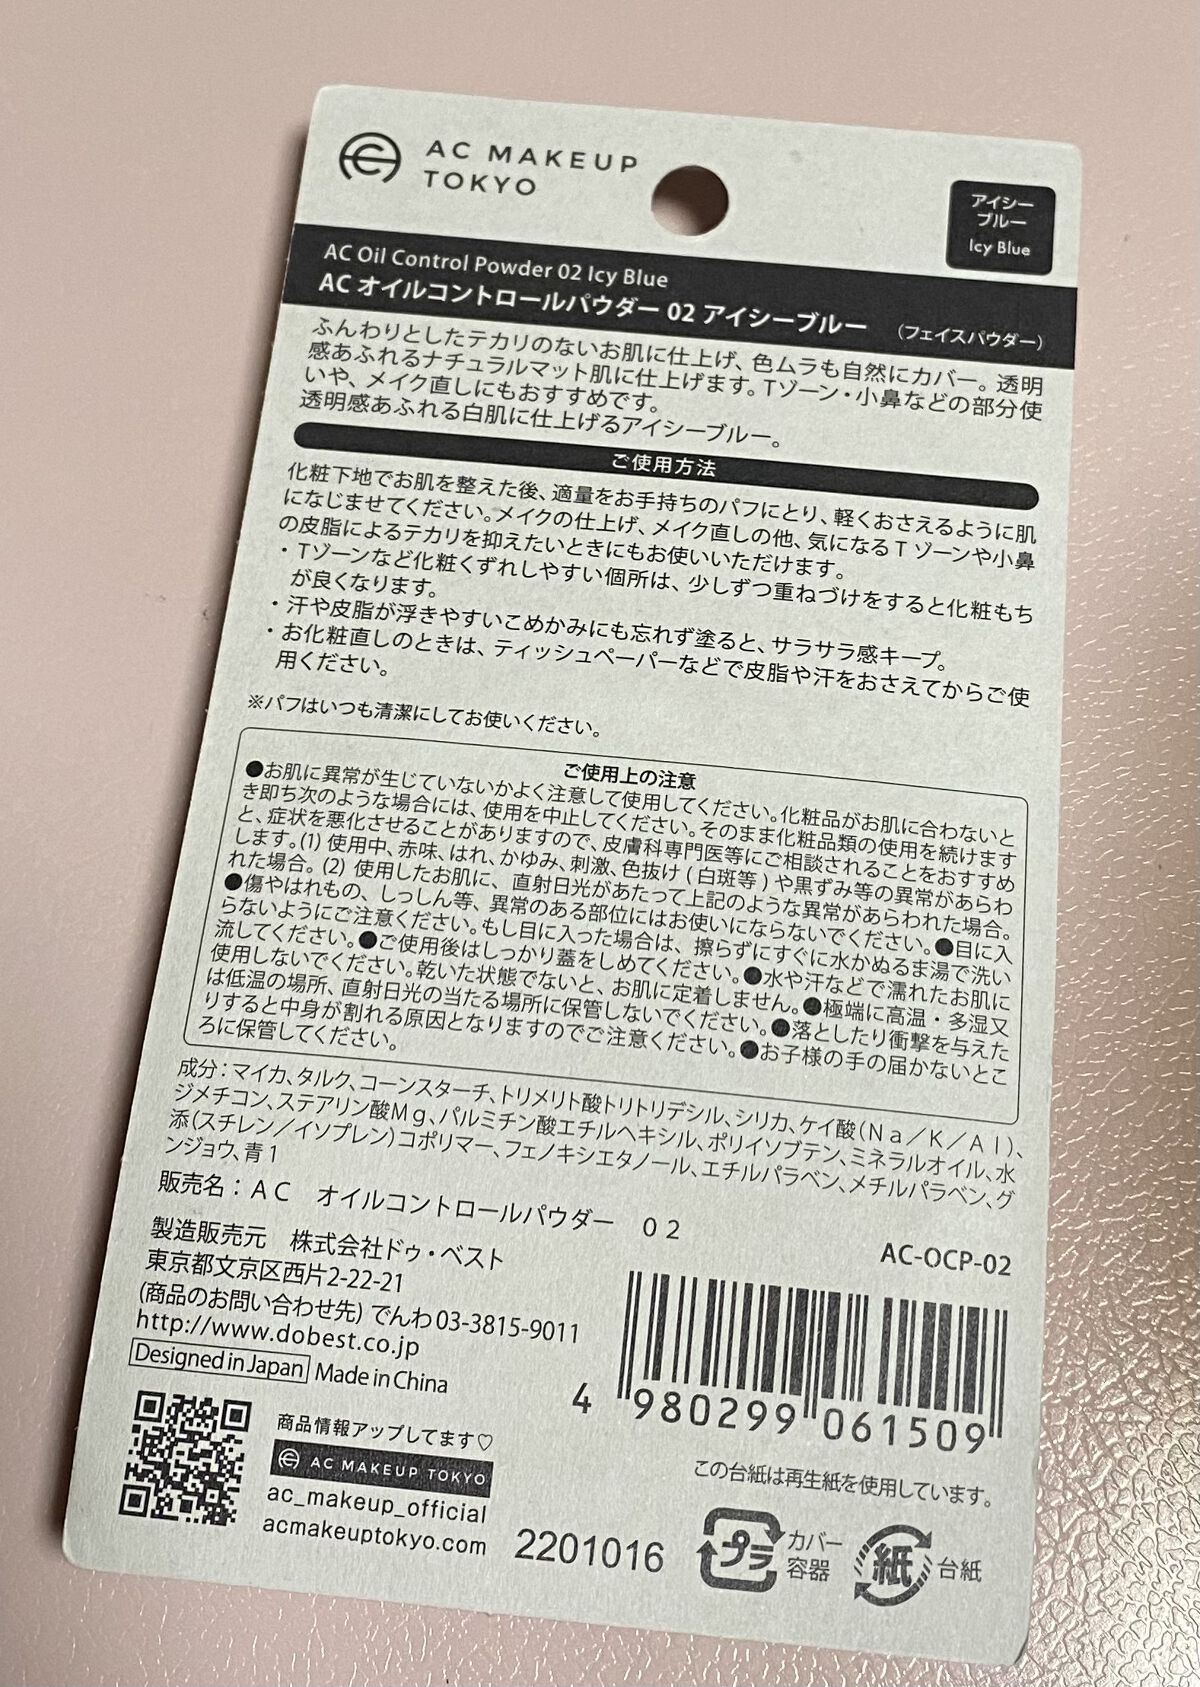 AC MAKEUP
TOKYO
アイシー
ブルー
Icy Blue
AC Oil Control Powder 02 Icy Blue
AC オイルコントロールパウダー 02 アイシーブルー （フェイスパウダー）
ふんわりとしたテカリのないお肌に仕上げ、色ムラも自然にカバー。透明
感あふれるナチュラルマット肌に仕上げます。Tゾーン・小鼻などの部分使
いや、メイク直しにもおすすめです。
透明感あふれる白肌に仕上げるアイシーブルー。
ご使用方法
化粧下地でお肌を整えた後、適量をお手持ちのパフにとり、軽くおさえるように肌
になじませてください。メイクの仕上げ、メイク直しの他、気になるT ゾーンや小鼻
の皮脂によるテカリを抑えたいときにもお使いいただけます。
・Tゾーンなど化粧くずれしやすい個所は、少しずつ重ねづけをすると化粧もち
が良くなります。
・汗や皮脂が浮きやすいこめかみにも忘れず塗ると、サラサラ感キープ。
・お化粧直しのときは、ティッシュペーパーなどで皮脂や汗をおさえてからご使
用ください。
※パフはいつも清潔にしてお使いください。
ご使用上の注意
●お肌に異常が生じていないかよく注意して使用してください。化粧品がお肌に合わないと
き即ち次のような場合には、使用を中止してください。そのまま化粧品類の使用を続けます
と、症状を悪化させることがありますので、皮膚科専門医等にご相談されることをおすすめ
します。(1) 使用中、赤味、はれ、かゆみ、刺激、色抜け ( 白斑等 ) や黒ずみ等の異常があらわ
れた場合。(2) 使用したお肌に、直射日光があたって上記のような異常があらわれた場合。
●傷やはれもの、しっしん等、異常のある部位にはお使いにならないでください。●目に入
らないようにご注意ください。もし目に入った場合は、擦らずにすぐに水かぬるま湯で洗い
流してください。●ご使用後はしっかり蓋をしめてください。●水や汗などで濡れたお肌に
使用しないでください。乾いた状態でないと、お肌に定着しません。●極端に高温・多湿又
は低温の場所、直射日光の当たる場所に保管しないでください。●落としたり衝撃を与えた
りすると中身が割れる原因となりますのでご注意ください。●お子様の手の届かないとこ
ろに保管してください。
成分：マイカ、タルク、コーンスターチ、トリメリト酸トリトリデシル、シリカ、ケイ酸（Ｎａ／Ｋ／Ａｌ）、
ジメチコン、ステアリン酸Ｍｇ、パルミチン酸エチルヘキシル、ポリイソブテン、ミネラルオイル、水
添（スチレン／イソプレン）コポリマー、フェノキシエタノール、エチルパラベン、メチルパラベン、グ
ンジョウ、青１
販売名：ＡＣ　オイルコントロールパウダー　０２
製造販売元　株式会社ドゥ・ベスト
東京都文京区西片2-22-21
(商品のお問い合わせ先) でんわ 03-3815-9011
http://www.dobest.co.jp
Designed in Japan Made in China
AC-OCP-02
4 980299 061509
商品情報アップしてます♡
AC MAKEUP TOKYO
ac_makeup_official
acmakeuptokyo.com
2201016
この台紙は再生紙を使用しています。
プラ
カバー
容器
紙
台紙